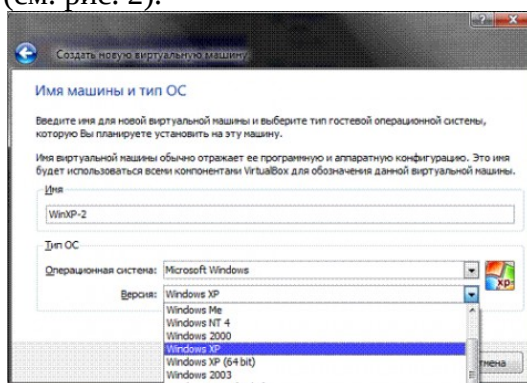 (см. рис. 2).
Создать новую виртуальную машину
Имя машины и тип ОС
Введите имя для новой виртуальной машины и выберите тип гостевой операционной системы,
которую Вы планируете установить на эту машину.
Имя виртуальной машины обычно отражает ее программную и аппаратную конфигурацию. Это имя
будет использоваться всеми компонентами VirtualBox для обозначения данной виртуальной машины.
Имя
WinXP-2
Тип ОС
Операционная система: Microsoft Windows
Версия: Windows XP
Windows Me
Windows NT 4
Windows 2000
Windows XP
Windows XP (64 bit)
Windows 2003